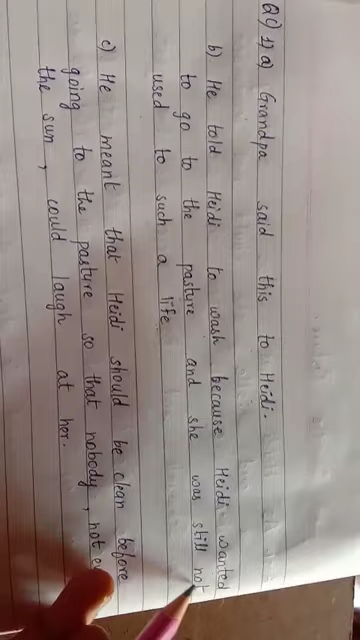 Q(1) 1) a) Grandpa said this to Heidi.
b) He told Heidi to wash because Heidi wanted
to go to the pasture and she was still not
used to such a life.
c) He meant that Heidi should be clean before
going to the pasture so that nobody, not
the sun, could laugh at her.